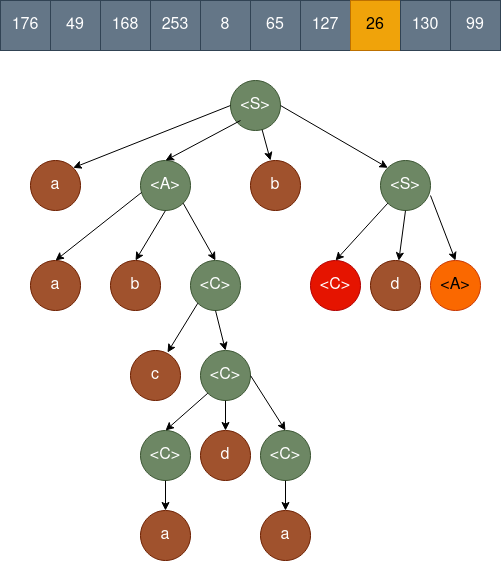 176 49 168 253 8 65 127 26 130 99
<S>
a <A> b <S>
a b <C> <C> d <A>
c <C>
<C> d <C>
a a